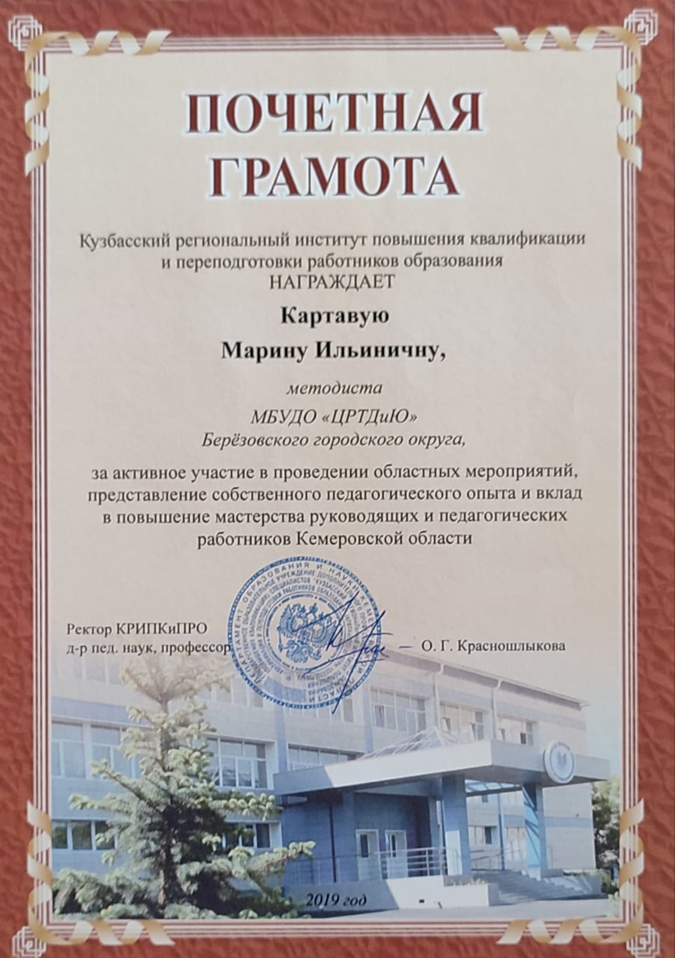 ПОЧЕТНАЯ
ГРАМОТА
Кузбасский региональный институт повышения квалификации
и переподготовки работников образования
НАГРАЖДАЕТ
Картавую
Марину Ильиничну,
методиста
МБУДО «ЦРТДиЮ»
Берёзовского городского округа,
за активное участие в проведении областных мероприятий,
представление собственного педагогического опыта и вклад
в повышение мастерства руководящих и педагогических
работников Кемеровской области
Ректор КРИПКиПРО
д-р пед. наук, профессор
О. Г. Красношлыкова
2019 год